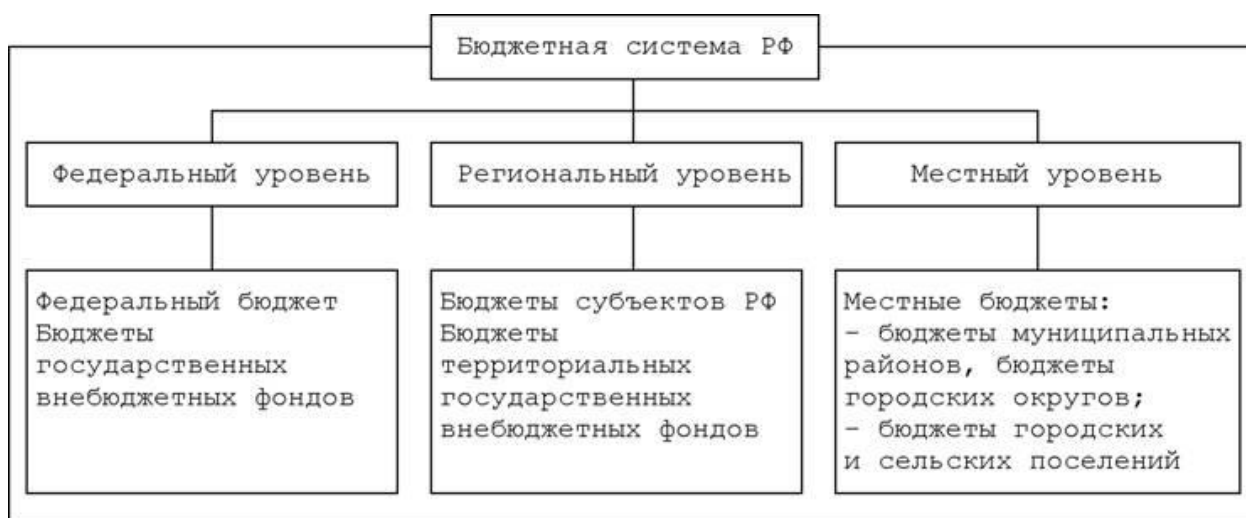 Бюджетная система РФ
Федеральный уровень
Региональный уровень
Местный уровень
Федеральный бюджет
Бюджеты
государственных
внебюджетных фондов
Бюджеты субъектов РФ
Бюджеты
территориальных
государственных
внебюджетных фондов
Местные бюджеты:
- бюджеты муниципальных
районов, бюджеты
городских округов;
- бюджеты городских
и сельских поселений